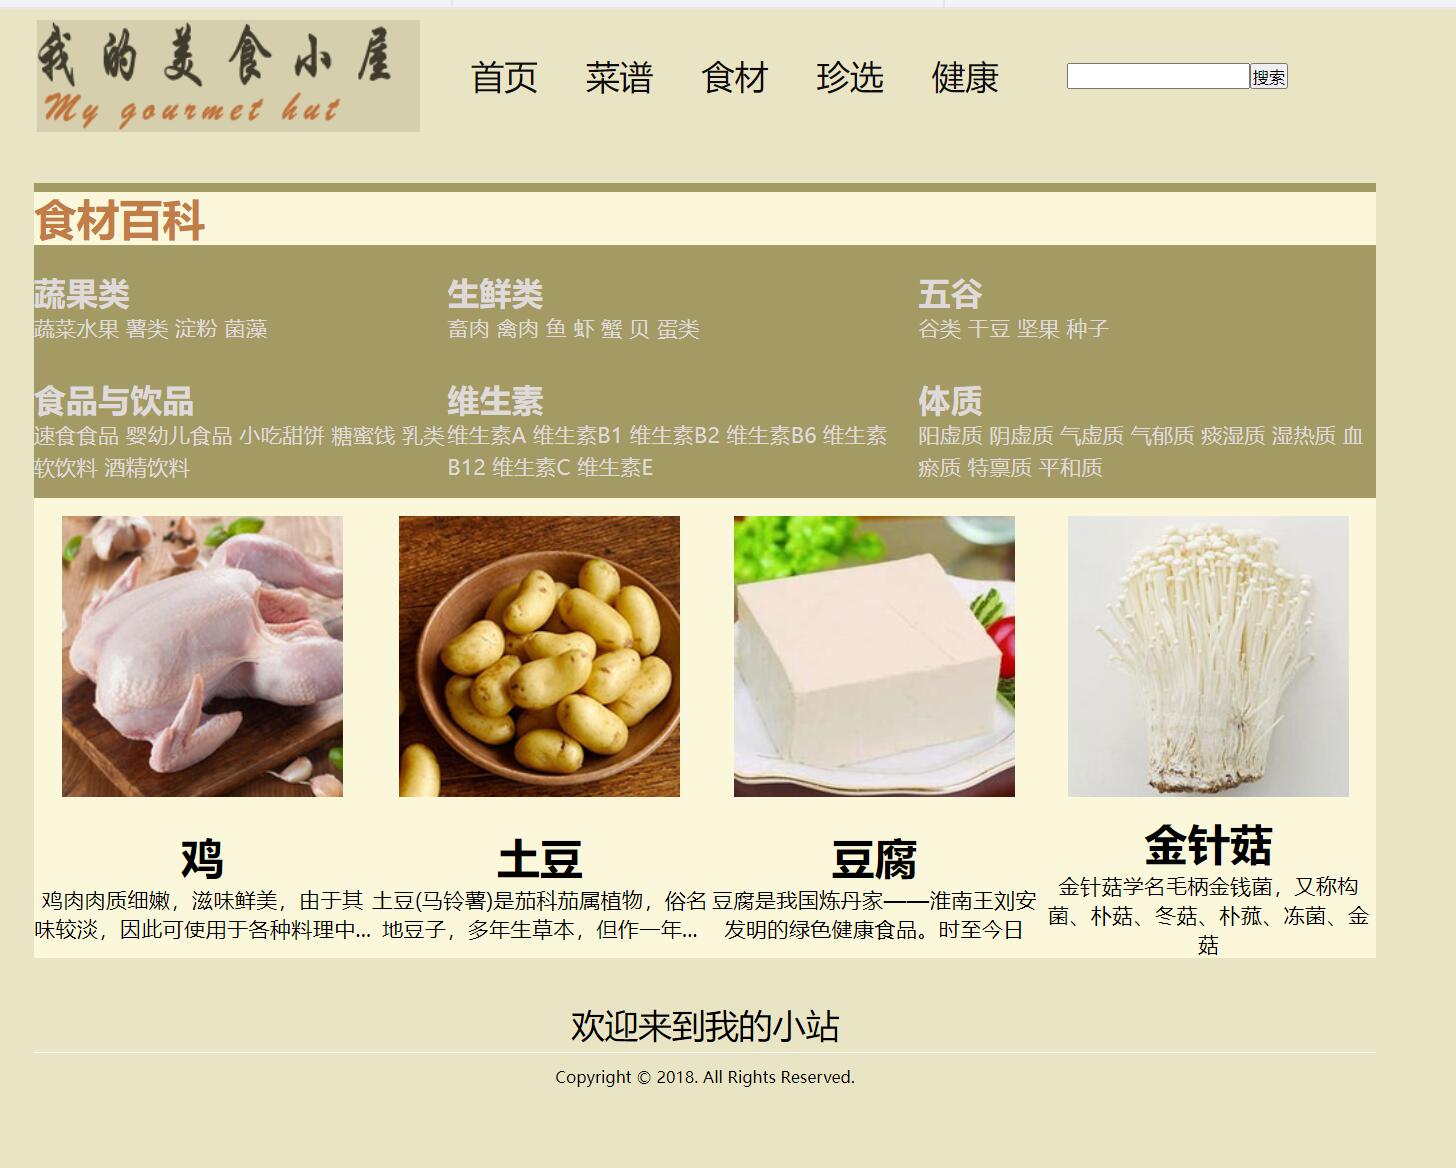 我的美食小屋
My gourmet hut
首页 菜谱 食材 珍选 健康 搜索
食材百科
蔬果类
蔬菜水果 薯类 淀粉 菌藻
生鲜类
畜肉 禽肉 鱼 虾 蟹 贝 蛋类
五谷
谷类 干豆 坚果 种子
食品与饮品
速食食品 婴幼儿食品 小吃甜饼 糖蜜饯 乳类
软饮料 酒精饮料
维生素
维生素A 维生素B1 维生素B2 维生素B6 维生素
B12 维生素C 维生素E
体质
阳虚质 阴虚质 气虚质 气郁质 痰湿质 湿热质 血
瘀质 特禀质 平和质
鸡
鸡肉肉质细嫩，滋味鲜美，由于其
味较淡，因此可使用于各种料理中...
土豆
土豆(马铃薯)是茄科茄属植物，俗名
地豆子，多年生草本，但作一年...
豆腐
豆腐是我国炼丹家——淮南王刘安
发明的绿色健康食品。时至今日
金针菇
金针菇学名毛柄金钱菌，又称构
菌、朴菇、冬菇、朴菰、冻菌、金
菇
欢迎来到我的小站
Copyright © 2018. All Rights Reserved.